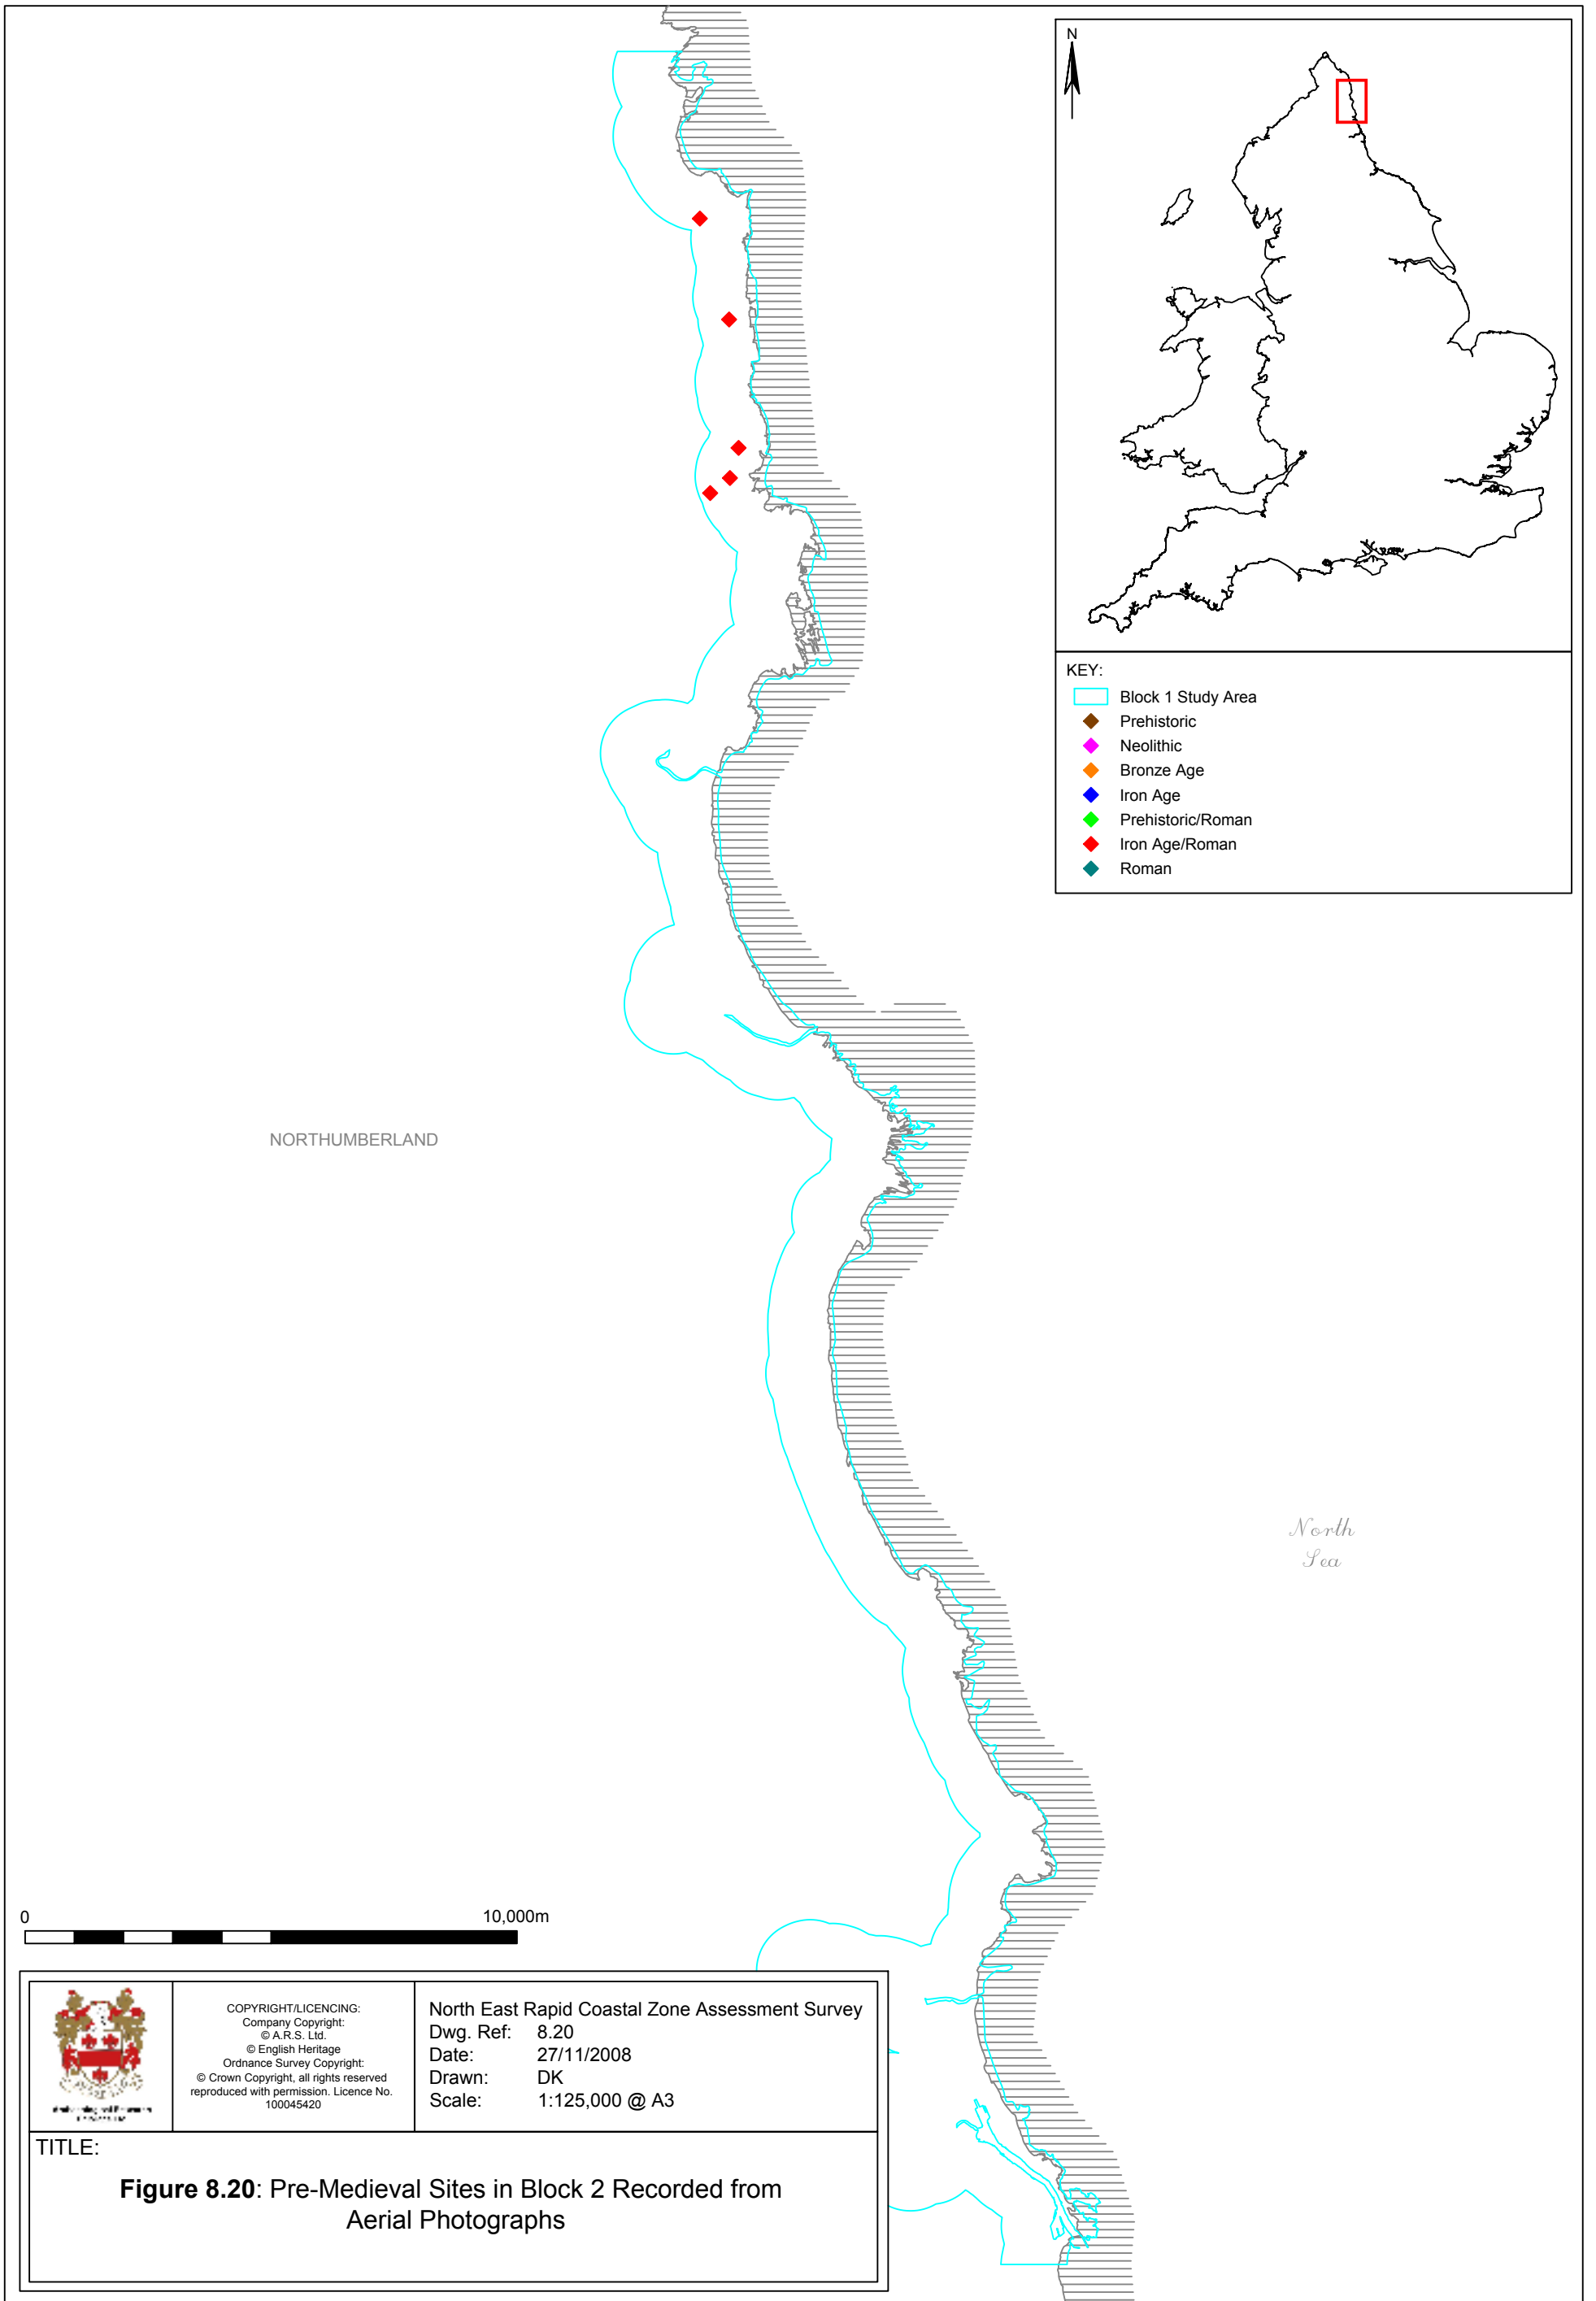 N
KEY:
Block 1 Study Area
Prehistoric
Neolithic
Bronze Age
Iron Age
Prehistoric/Roman
Iron Age/Roman
Roman
NORTHUMBERLAND
North
Sea
0 10,000m
COPYRIGHT/LICENCING:
Company Copyright:
© A.R.S. Ltd.
© English Heritage
Ordnance Survey Copyright:
© Crown Copyright, all rights reserved
reproduced with permission. Licence No.
100045420
North East Rapid Coastal Zone Assessment Survey
Dwg. Ref: 8.20
Date: 27/11/2008
Drawn: DK
Scale: 1:125,000 @ A3
TITLE:
Figure 8.20: Pre-Medieval Sites in Block 2 Recorded from
Aerial Photographs